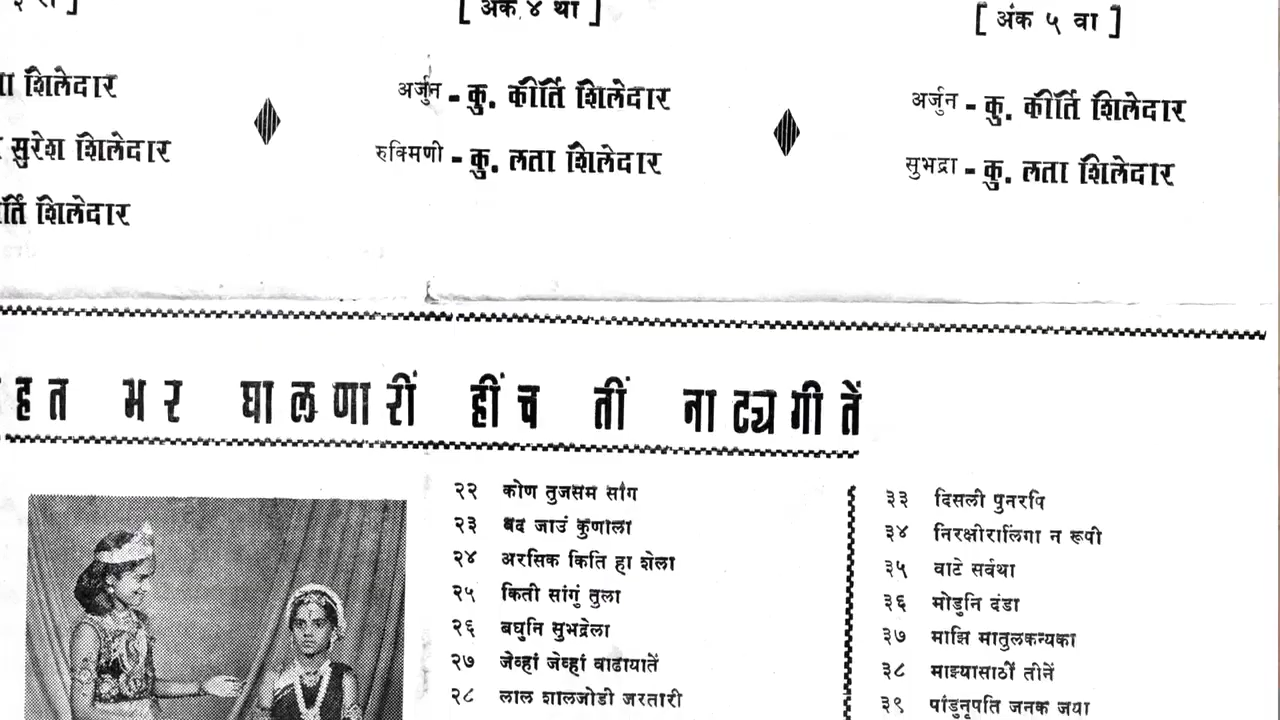 [ अंक ४ था ]
[ अंक ५ वा ]
शिलेदार
सुरेश शिलेदार
शिलेदार
अर्जुन - कु. कीर्ति शिलेदार
रुक्मिणी - कु. लता शिलेदार
अर्जुन - कु. कीर्ति शिलेदार
सुभद्रा - कु. लता शिलेदार
हत भर घालणारीं हींच तीं नाट्यगीतें
२२ कोण तुजसम सांग
२३ वद जाउं कुणाला
२४ अरसिक किति हा शेला
२५ किती सांगुं तुला
२६ बघुनि सुभद्रेला
२७ जेव्हां जेव्हां वाढायातें
२८ लाल शालजोडी जरतारी
३३ दिसली पुनरपि
३४ निरक्षीरालिंगा न रूपी
३५ वाटे सर्वथा
३६ मोडुनि दंडा
३७ माझि मातुलकन्यका
३८ माझ्यासाठीं तीनें
३९ पांडुनृपति जनक जया